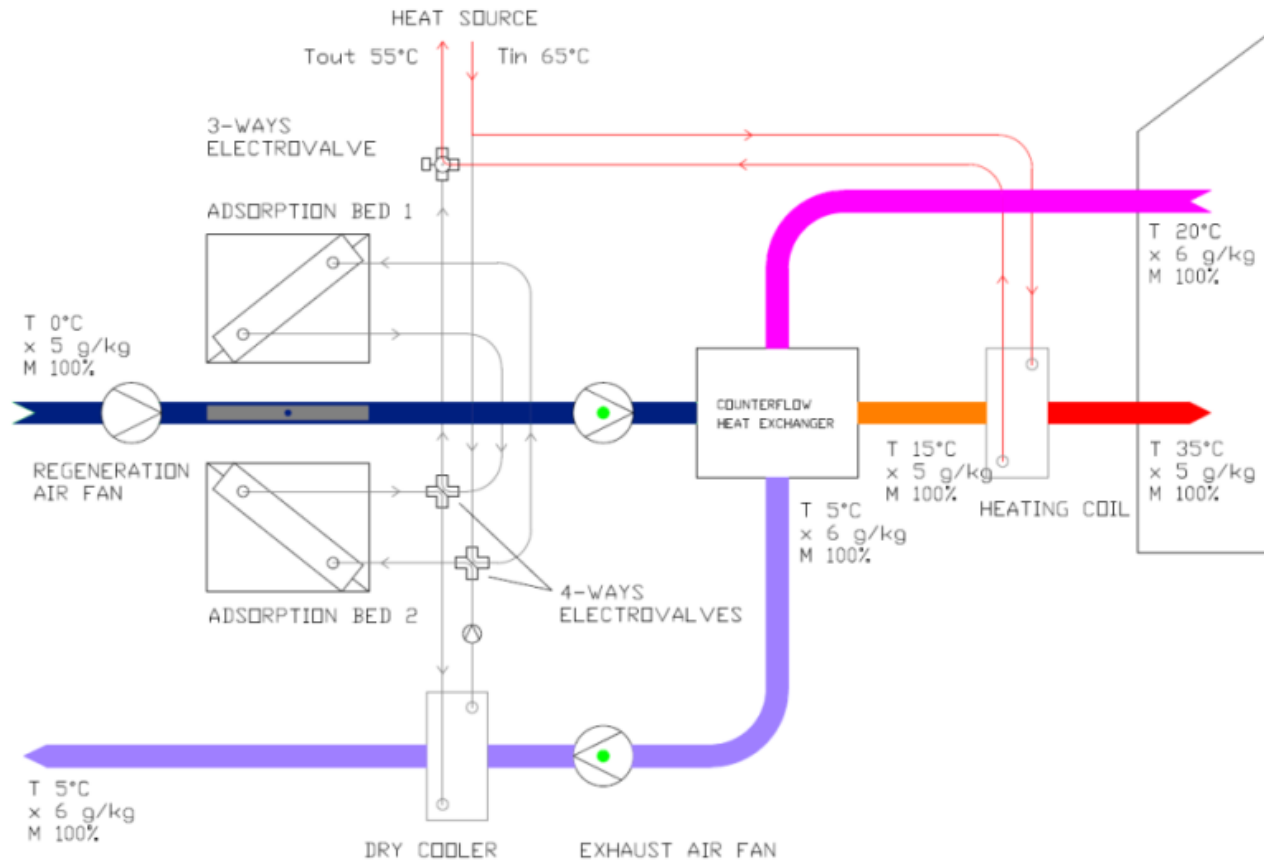 HEAT SOURCE
Tout 55°C
Tin 65°C
3-WAYS
ELECTROVALVE
ADSORPTION BED 1
T 20°C
x 6 g/kg
M 100%
T 0°C
x 5 g/kg
M 100%
COUNTERFLOW
HEAT EXCHANGER
REGENERATION
AIR FAN
T 15°C
x 5 g/kg
M 100%
T 35°C
x 5 g/kg
M 100%
HEATING COIL
T 5°C
x 6 g/kg
M 100%
4-WAYS
ELECTROVALVES
ADSORPTION BED 2
T 5°C
x 6 g/kg
M 100%
DRY COOLER
EXHAUST AIR FAN